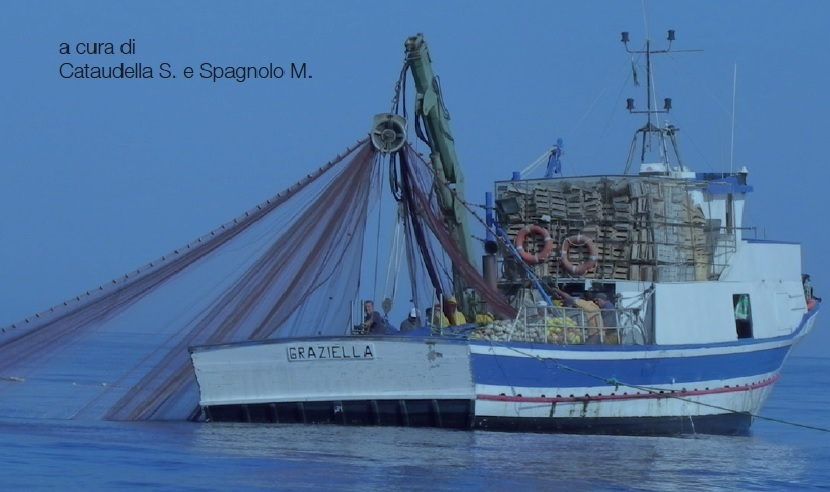 a cura di
Cataudella S. e Spagnolo M.
GRAZIELLA